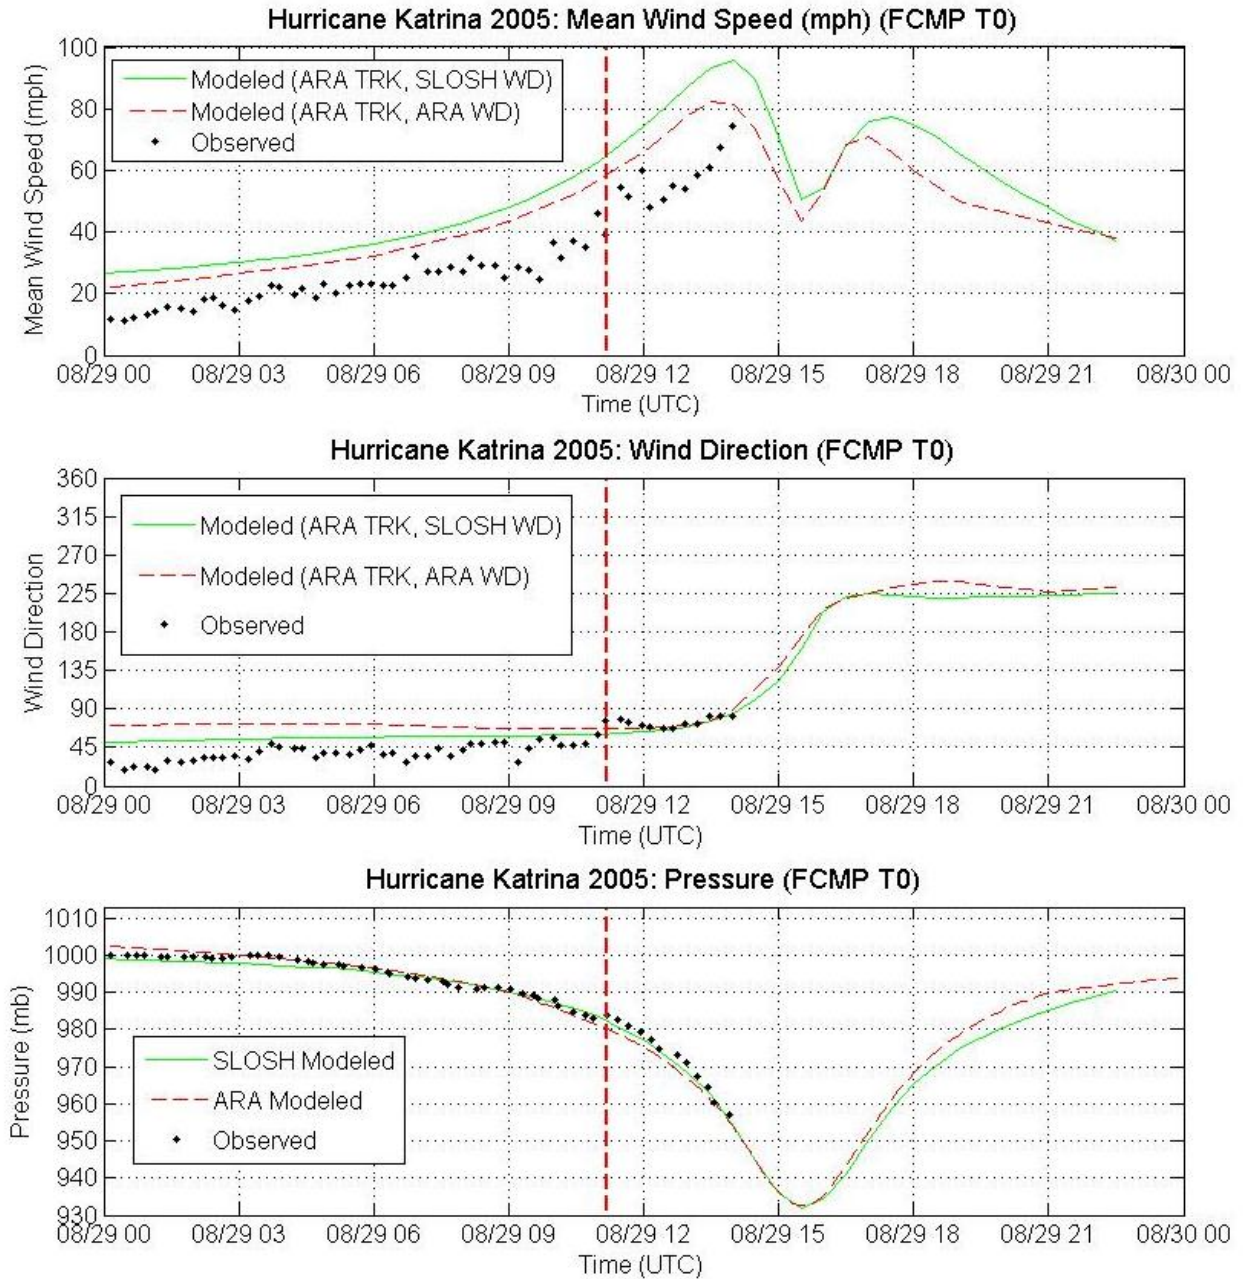 Hurricane Katrina 2005: Mean Wind Speed (mph) (FCMP T0)
Mean Wind Speed (mph)
100
80
60
40
20
0
Modeled (ARA TRK, SLOSH WD)
Modeled (ARA TRK, ARA WD)
Observed
08/29 00 08/29 03 08/29 06 08/29 09 08/29 12 08/29 15 08/29 18 08/29 21 08/30 00
Time (UTC)
Hurricane Katrina 2005: Wind Direction (FCMP T0)
Wind Direction
360
315
270
225
180
135
90
45
0
Modeled (ARA TRK, SLOSH WD)
Modeled (ARA TRK, ARA WD)
Observed
08/29 00 08/29 03 08/29 06 08/29 09 08/29 12 08/29 15 08/29 18 08/29 21 08/30 00
Time (UTC)
Hurricane Katrina 2005: Pressure (FCMP T0)
Pressure (mb)
1010
1000
990
980
970
960
950
940
930
SLOSH Modeled
ARA Modeled
Observed
08/29 00 08/29 03 08/29 06 08/29 09 08/29 12 08/29 15 08/29 18 08/29 21 08/30 00
Time (UTC)